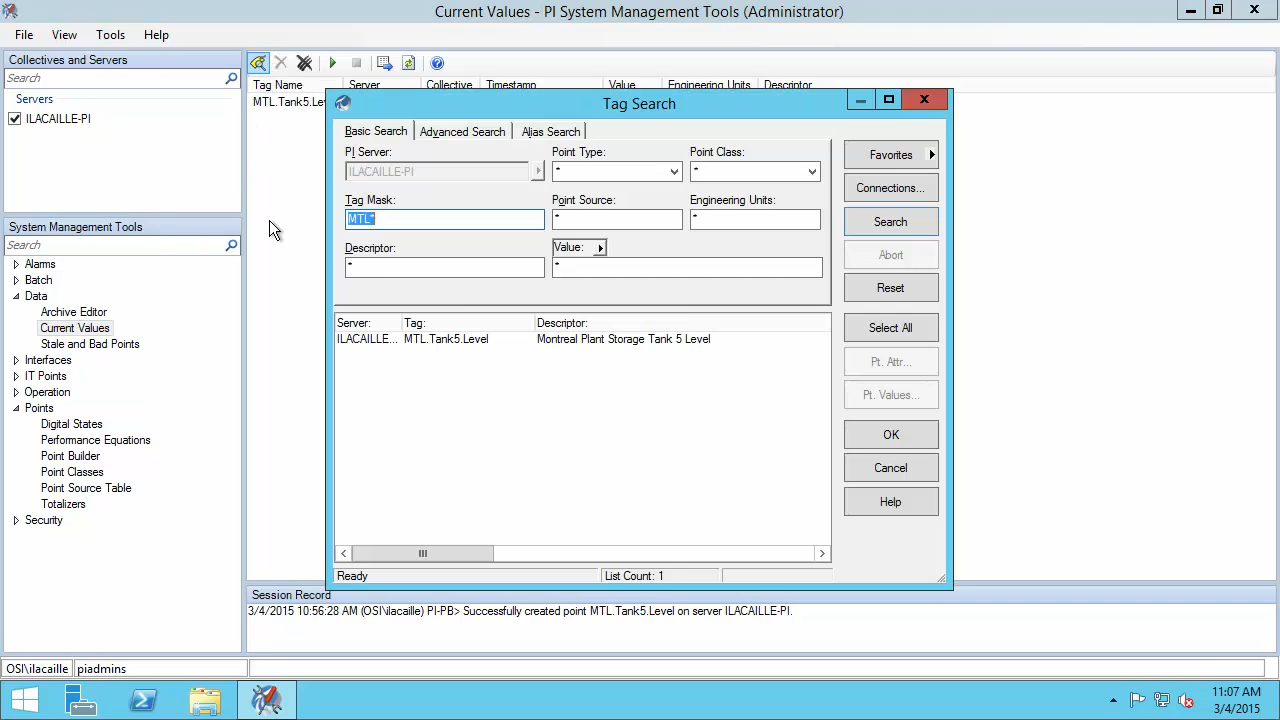 Current Values - PI System Management Tools (Administrator)
File View Tools Help
Collectives and Servers
Search
Servers
ILACAILLE-PI
System Management Tools
Search
Alarms
Batch
Data
Archive Editor
Current Values
Stale and Bad Points
Interfaces
IT Points
Operation
Points
Digital States
Performance Equations
Point Builder
Point Classes
Point Source Table
Totalizers
Security
Tag Name Server Collective Timestamp Value Engineering Units Descriptor
MTL.Tank5.Lev
Tag Search
Basic Search Advanced Search Alias Search
PI Server: Point Type: Point Class:
ILACAILLE-PI * *
Tag Mask: Point Source: Engineering Units:
MTL* * *
Descriptor: Value:
* *
Favorites
Connections...
Search
Abort
Reset
Select All
Pt. Attr...
Pt. Values...
OK
Cancel
Help
Server: Tag: Descriptor:
ILACAILLE... MTL.Tank5.Level Montreal Plant Storage Tank 5 Level
Ready List Count: 1
Session Record
3/4/2015 10:56:28 AM (OSI\ilacaille) PI-PB> Successfully created point MTL.Tank5.Level on server ILACAILLE-PI.
OSI\ilacaille piadmins
11:07 AM
3/4/2015